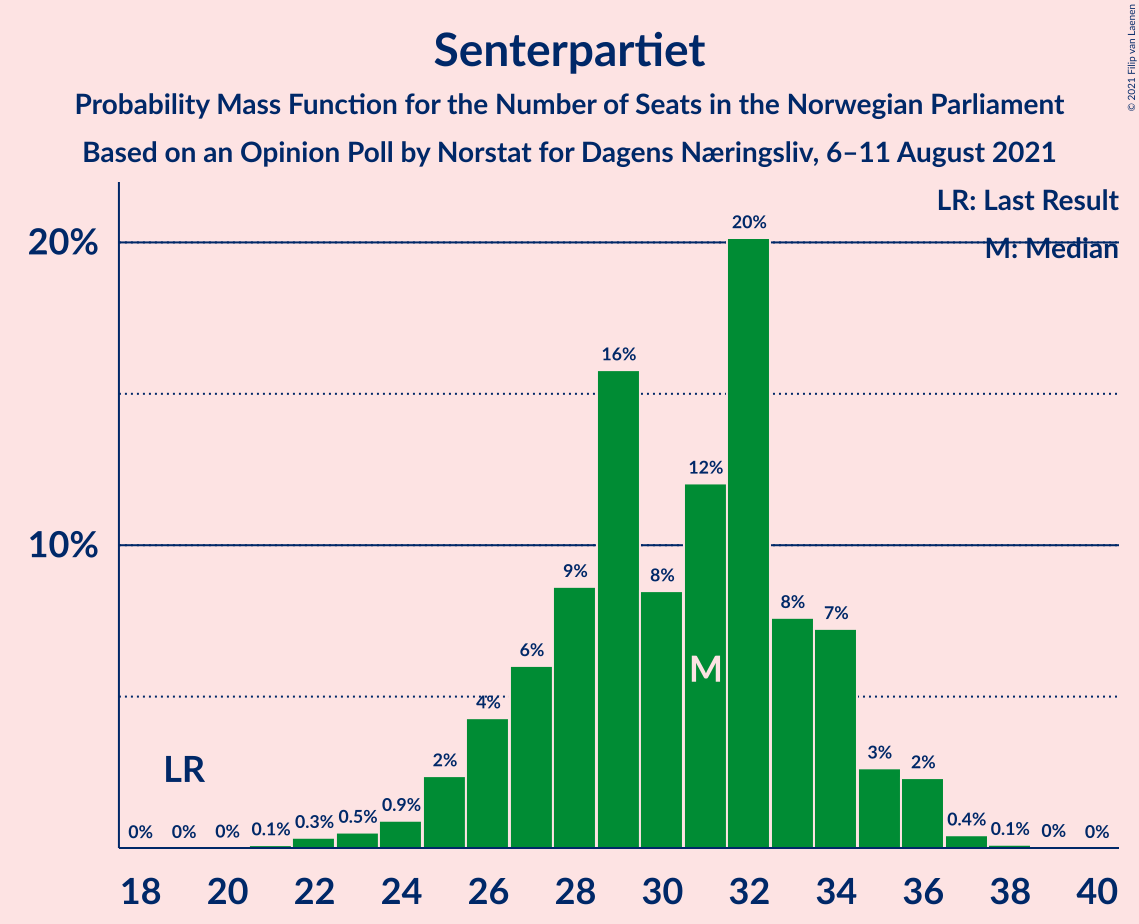 Senterpartiet
Probability Mass Function for the Number of Seats in the Norwegian Parliament
Based on an Opinion Poll by Norstat for Dagens Næringsliv, 6–11 August 2021
© 2021 Filip van Laenen
LR: Last Result
M: Median
20%
10%
0% 0% 0% 0.1% 0.3% 0.5% 0.9% 2% 4% 6% 9% 16% 8% 12% 20% 8% 7% 3% 2% 0.4% 0.1% 0% 0%
LR
M
18 20 22 24 26 28 30 32 34 36 38 40